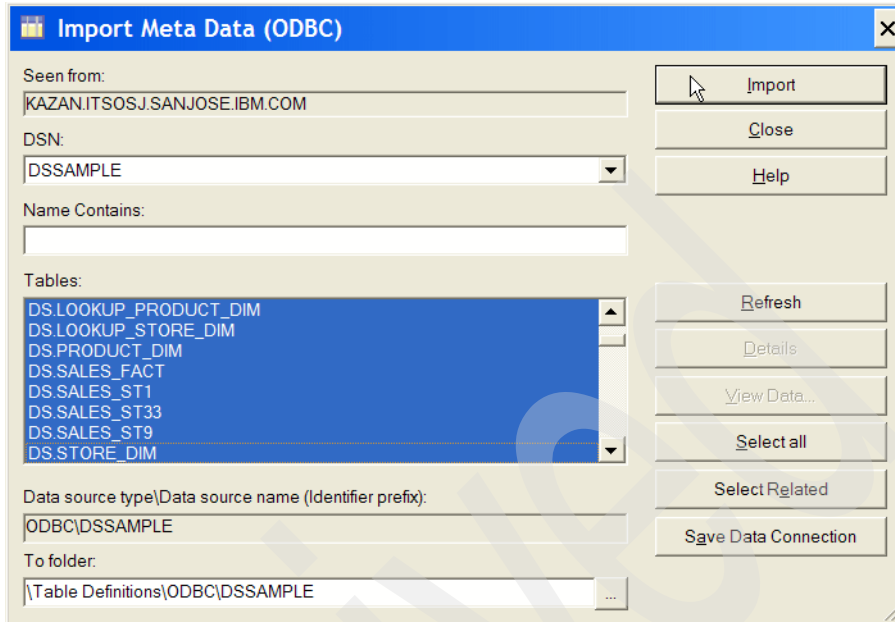 Import Meta Data (ODBC)
Seen from:
KAZAN.ITSOSJ.SANJOSE.IBM.COM
DSN:
DSSAMPLE
Name Contains:
Tables:
DS.LOOKUP_PRODUCT_DIM
DS.LOOKUP_STORE_DIM
DS.PRODUCT_DIM
DS.SALES_FACT
DS.SALES_ST1
DS.SALES_ST33
DS.SALES_ST9
DS.STORE_DIM
Data source type\Data source name (Identifier prefix):
ODBC\DSSAMPLE
To folder:
\Table Definitions\ODBC\DSSAMPLE
...
Import
Close
Help
Refresh
Details
View Data...
Select all
Select Related
Save Data Connection